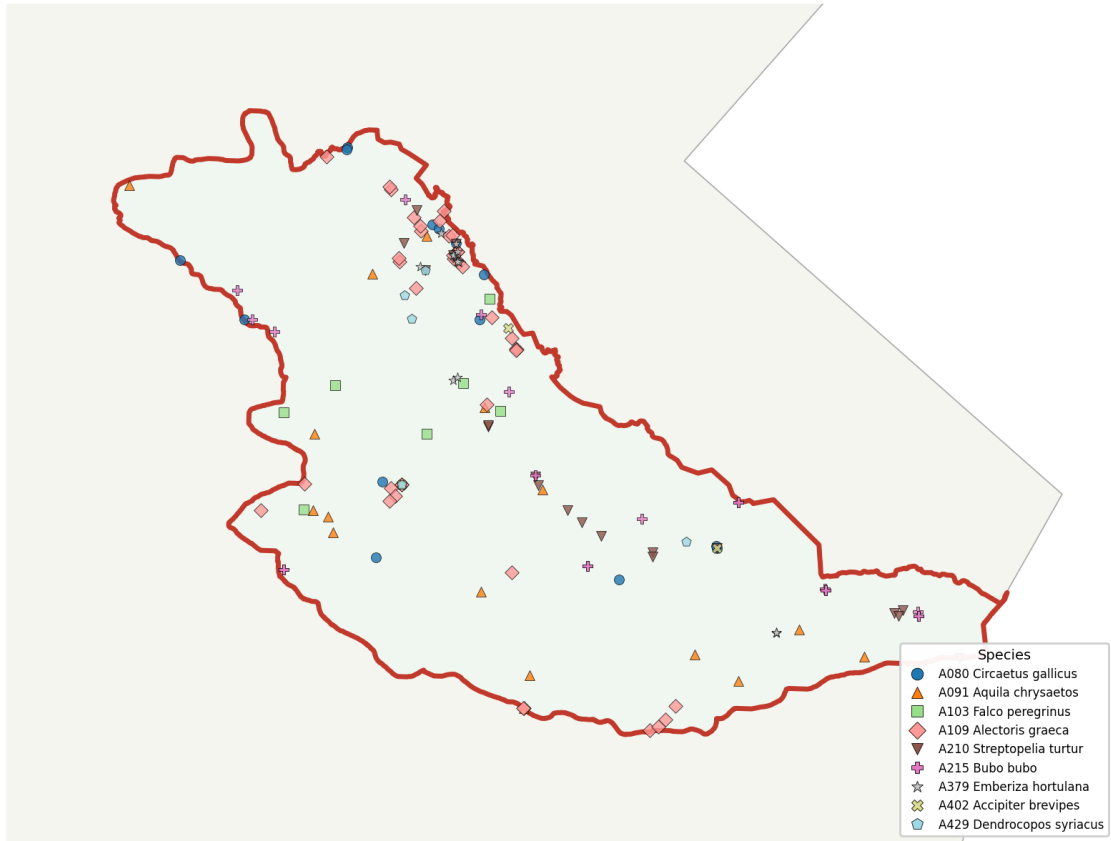 Species
A080 Circaetus gallicus
A091 Aquila chrysaetos
A103 Falco peregrinus
A109 Alectoris graeca
A210 Streptopelia turtur
A215 Bubo bubo
A379 Emberiza hortulana
A402 Accipiter brevipes
A429 Dendrocopos syriacus